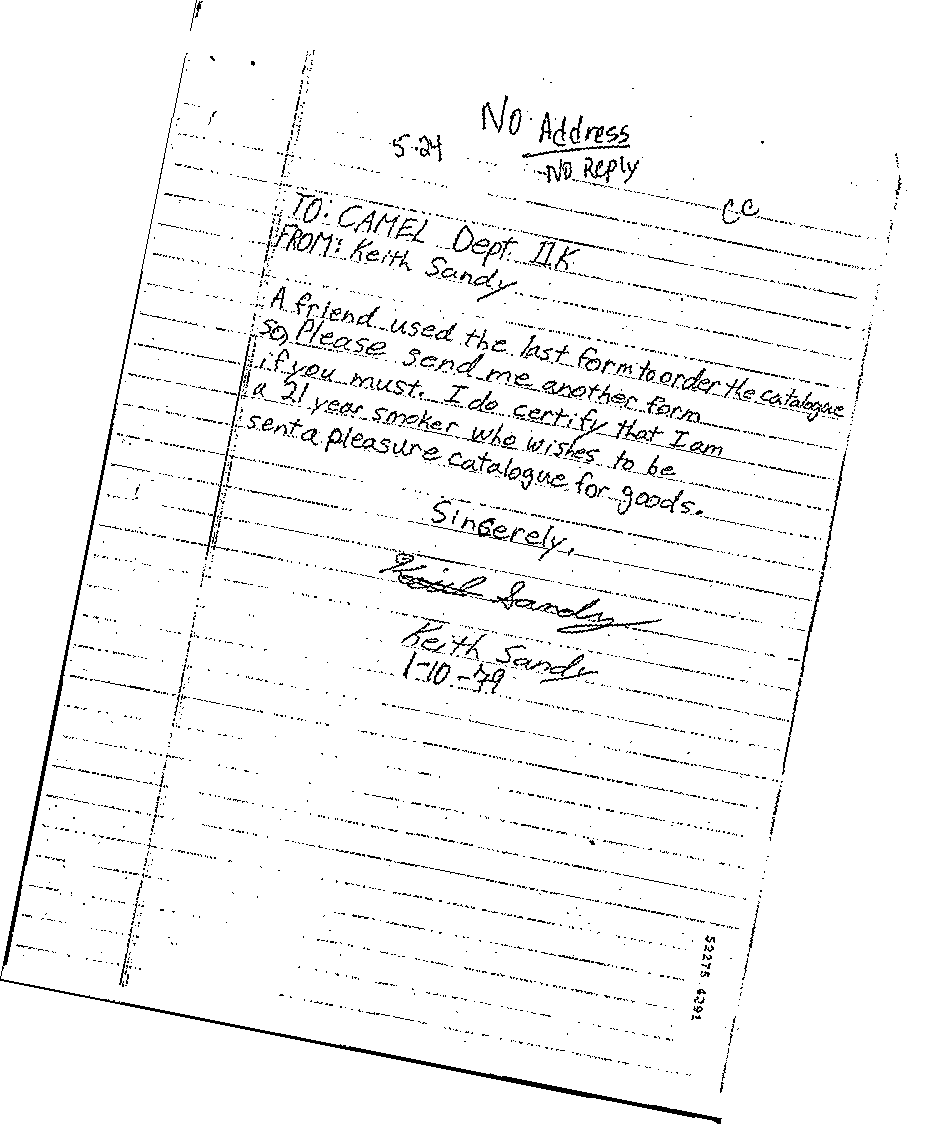 No Address
5-24
No Reply
CC
TO: CAMEL Dept. IIK
FROM: Keith Sandy
A friend used the last form to order the catalogue
so, Please send me another form
if you must. I do certify that I am
a 21 year smoker who wishes to be
sent a pleasure catalogue for goods.
Sincerely,
Keith Sandy
Keith Sandy
1-10-79
52275 4291